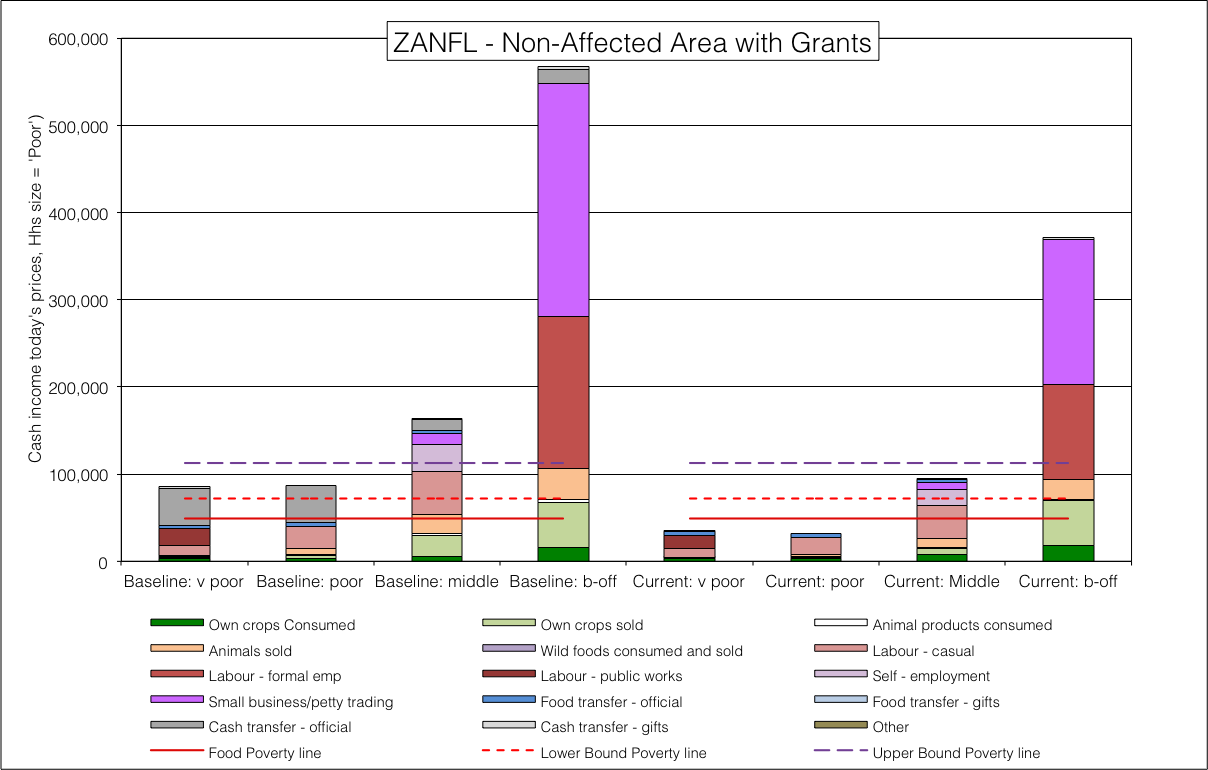 ZANFL - Non-Affected Area with Grants
Cash income today's prices, Hhs size = 'Poor')
600,000
500,000
400,000
300,000
200,000
100,000
0
Baseline: v poor Baseline: poor Baseline: middle Baseline: b-off Current: v poor Current: poor Current: Middle Current: b-off
Own crops Consumed Own crops sold Animal products consumed
Animals sold Wild foods consumed and sold Labour - casual
Labour - formal emp Labour - public works Self - employment
Small business/petty trading Food transfer - official Food transfer - gifts
Cash transfer - official Cash transfer - gifts Other
Food Poverty line Lower Bound Poverty line Upper Bound Poverty line